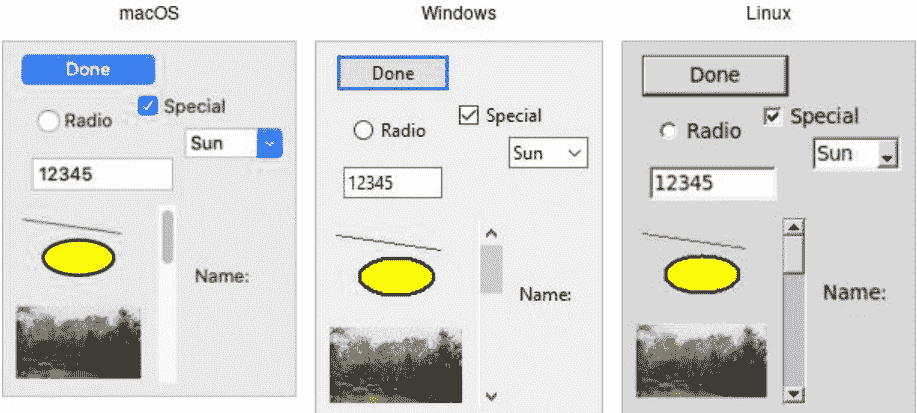 macOS
Windows
Linux
Done
Special
Radio
Sun
12345
Name:
Done
Special
Radio
Sun
12345
Name:
Done
Special
Radio
Sun
12345
Name: